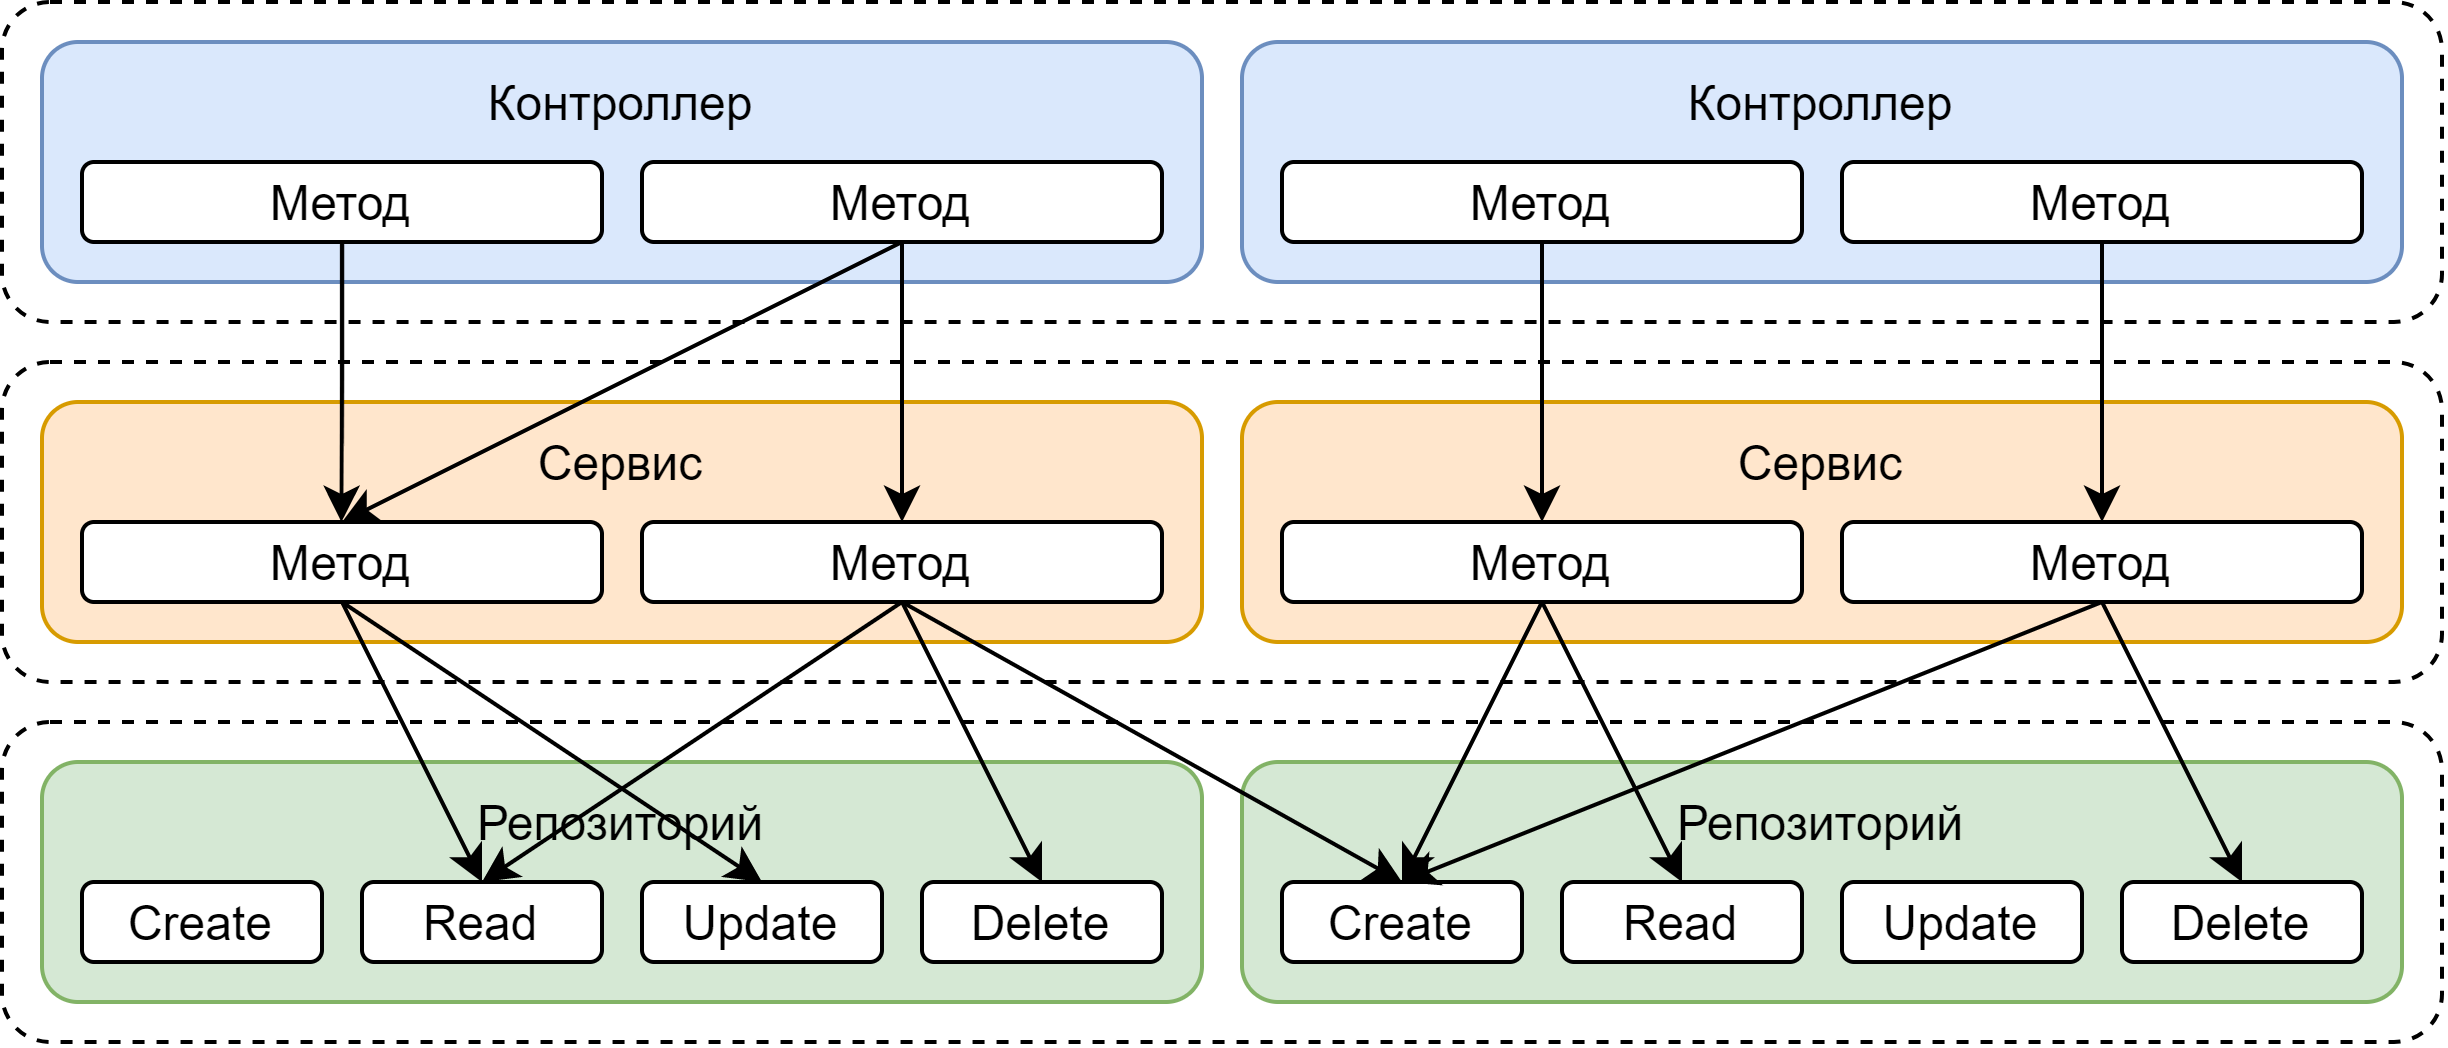 Контроллер
Контроллер
Метод
Метод
Метод
Метод
Сервис
Сервис
Метод
Метод
Метод
Метод
Репозиторий
Репозиторий
Create
Read
Update
Delete
Create
Read
Update
Delete